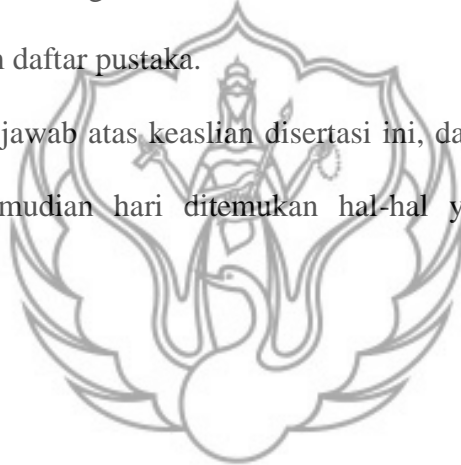 daftar pustaka.
jawab atas keaslian disertasi ini, da
mudian hari ditemukan hal-hal y